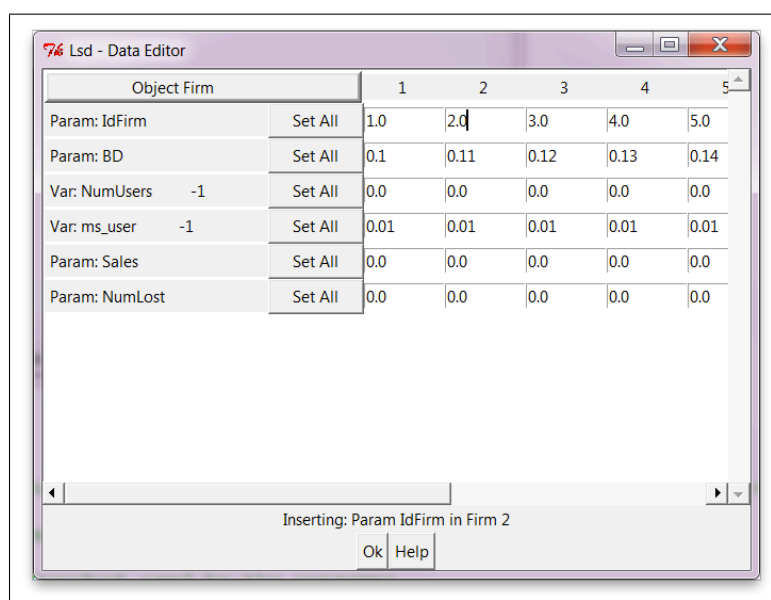 Lsd - Data Editor
Object Firm 1 2 3 4 5
Param: IdFirm Set All 1.0 2.0 3.0 4.0 5.0
Param: BD Set All 0.1 0.11 0.12 0.13 0.14
Var: NumUsers -1 Set All 0.0 0.0 0.0 0.0 0.0
Var: ms_user -1 Set All 0.01 0.01 0.01 0.01 0.01
Param: Sales Set All 0.0 0.0 0.0 0.0 0.0
Param: NumLost Set All 0.0 0.0 0.0 0.0 0.0
Inserting: Param IdFirm in Firm 2
Ok Help